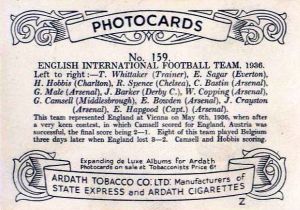 PHOTOCARDS
No. 159.
ENGLISH INTERNATIONAL FOOTBALL TEAM, 1936.
Left to right :—T. Whittaker (Trainer), E. Sagar (Everton),
H. Hobbis (Charlton), R. Spence (Chelsea), C. Bastin (Arsenal),
G. Male (Arsenal), J. Barker (Derby C.), W. Copping (Arsenal),
G. Camsell (Middlesbrough), E. Bowden (Arsenal), J. Crayston
(Arsenal), E. Hapgood (Capt.) (Arsenal).
This team represented England at Vienna on May 6th, 1936, when after
a very keen contest, in which Camsell scored for England, Austria was
successful, the final score being 2—1. Eight of this team played Belgium
three days later when England lost 3—2. Camsell and Hobbis scoring.
Expanding de Luxe Albums for Ardath
Photocards on sale at Tobacconists Price 6d
ARDATH TOBACCO CO. LTD. Manufacturers of
STATE EXPRESS and ARDATH CIGARETTES
Z